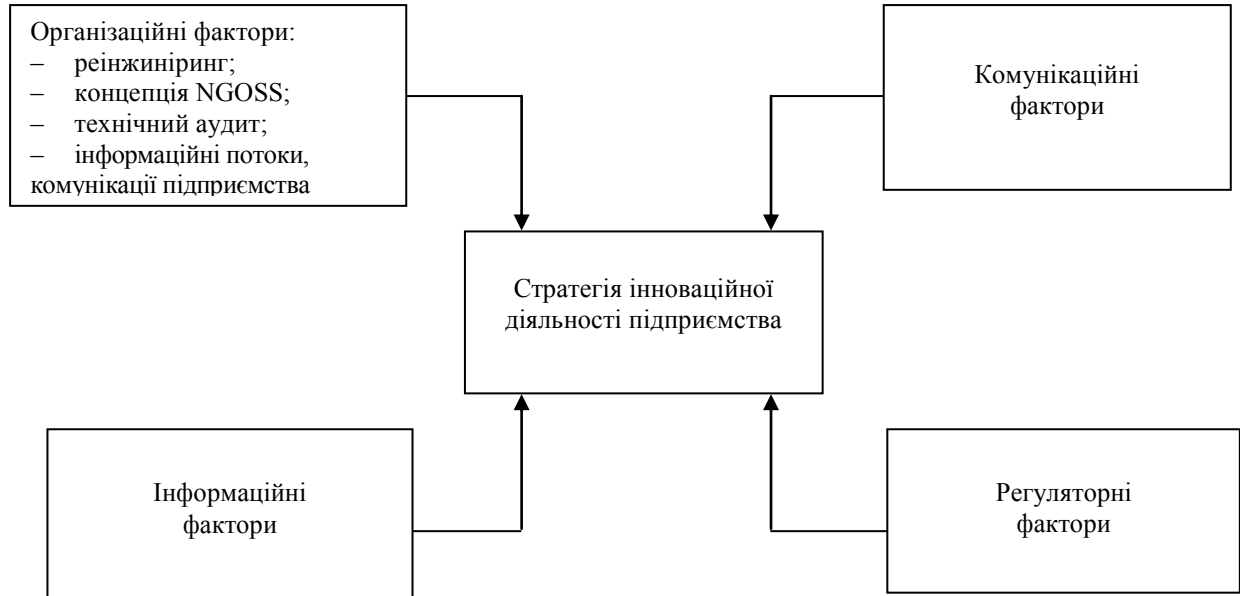 Організаційні фактори:
– реінжиніринг;
– концепція NGOSS;
– технічний аудит;
– інформаційні потоки,
комунікації підприємства
Комунікаційні
фактори
Стратегія інноваційної
діяльності підприємства
Інформаційні
фактори
Регуляторні
фактори